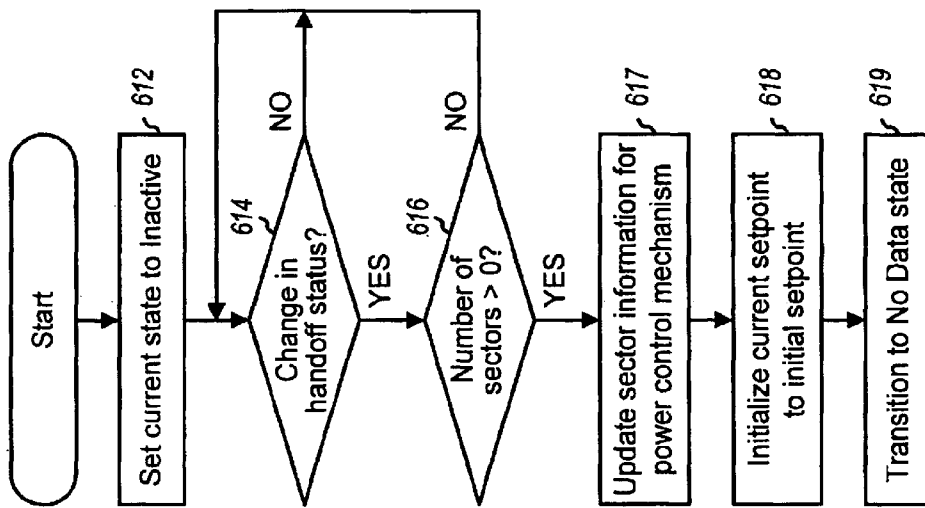 Start
612
Set current state to Inactive
614
Change in
handoff status?
NO
YES
616
Number of
sectors > 0?
NO
YES
617
Update sector information for
power control mechanism
618
Initialize current setpoint
to initial setpoint
619
Transition to No Data state